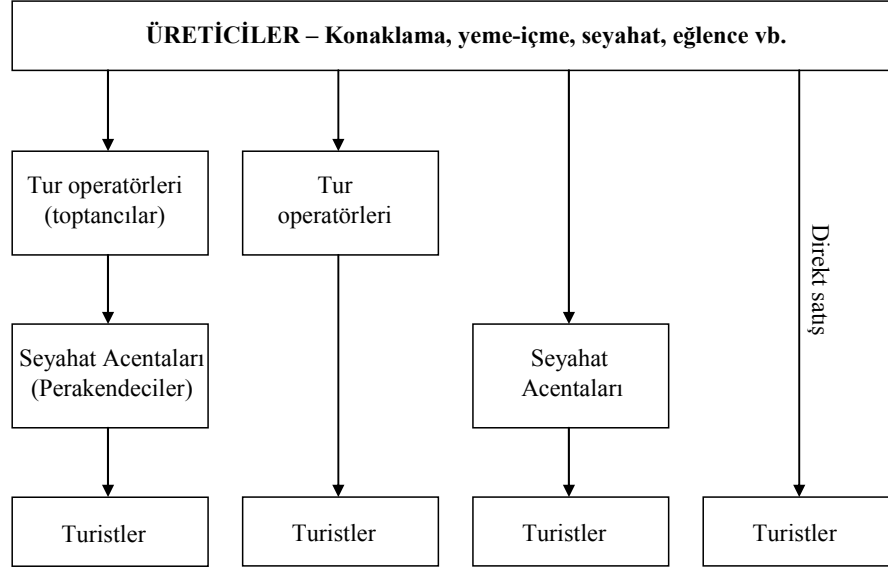 ÜRETİCİLER – Konaklama, yeme-içme, seyahat, eğlence vb.
Tur operatörleri
(toptancılar)
Tur
operatörleri
Direkt satış
Seyahat Acentaları
(Perakendeciler)
Seyahat
Acentaları
Turistler
Turistler
Turistler
Turistler